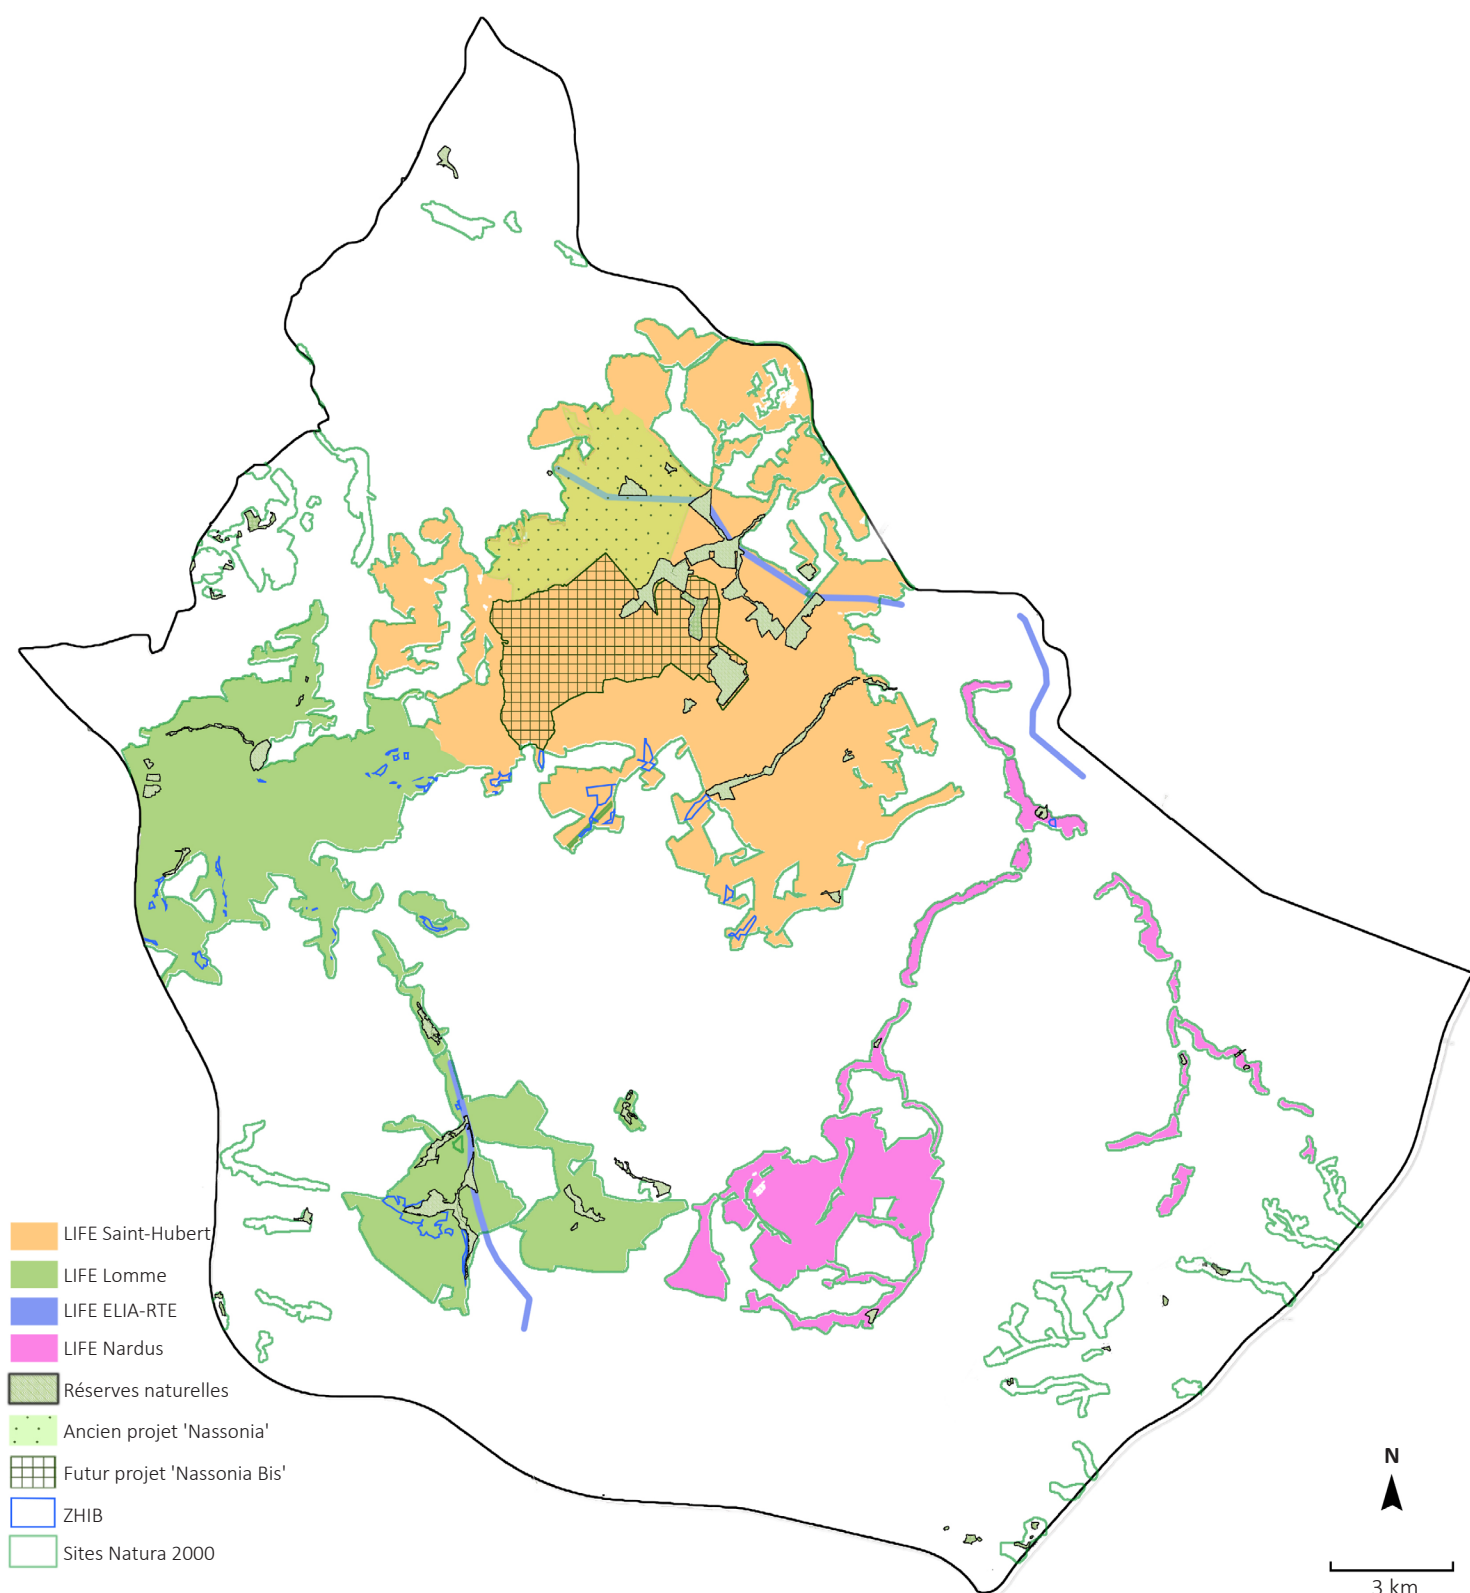 LIFE Saint-Hubert
LIFE Lomme
LIFE ELIA-RTE
LIFE Nardus
Réserves naturelles
Ancien projet 'Nassonia'
Futur projet 'Nassonia Bis'
ZHIB
Sites Natura 2000
N
3 km